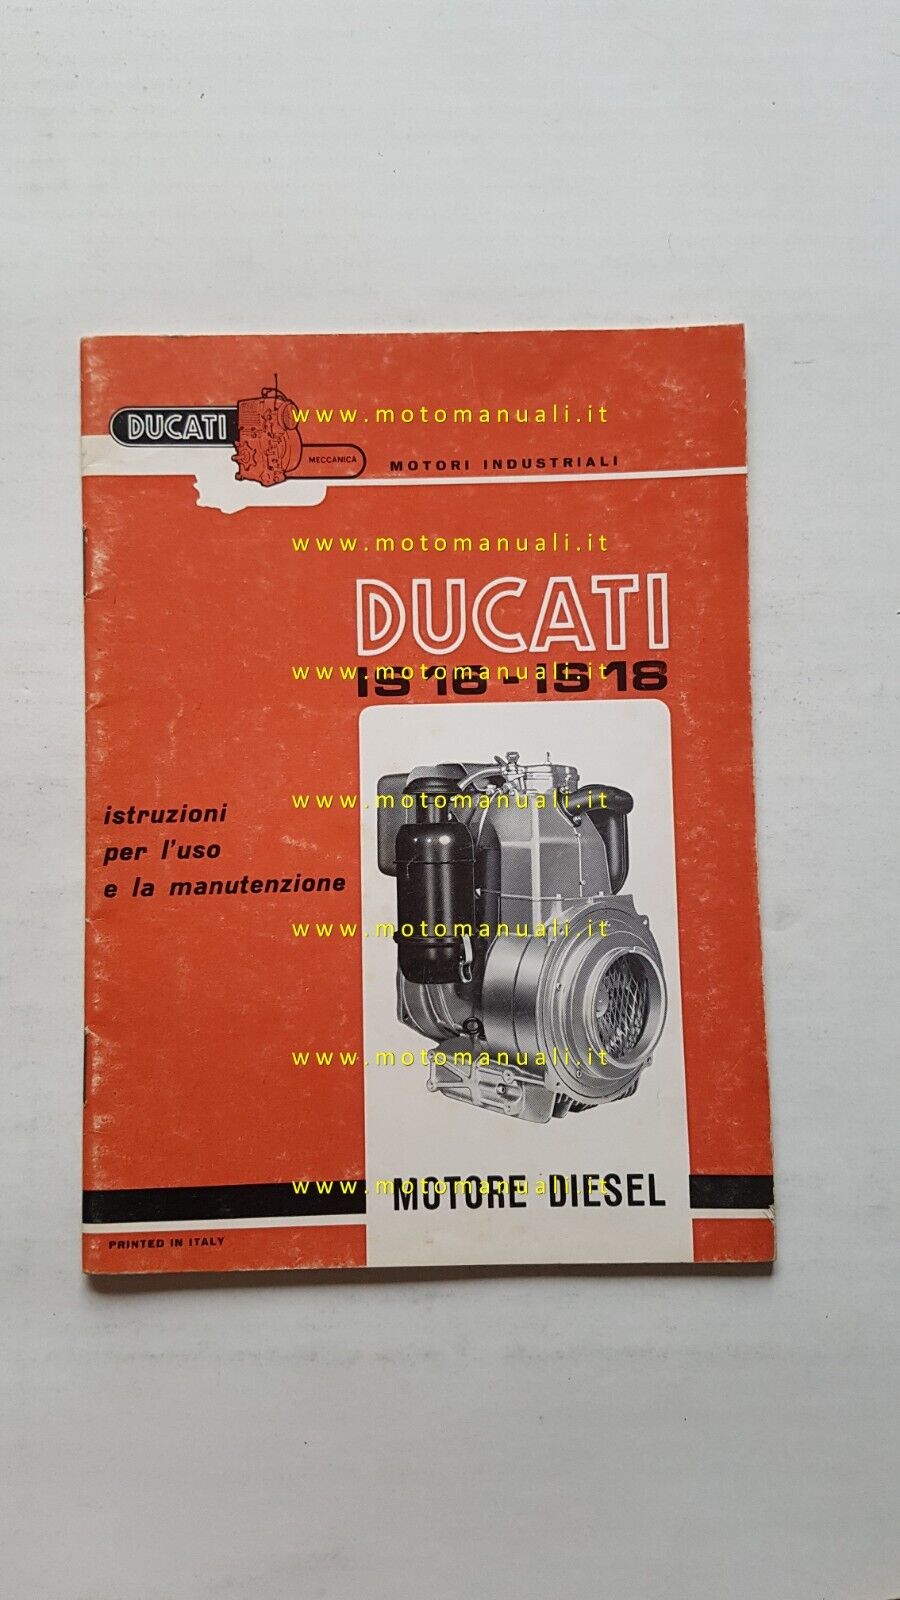 DUCATI
MECCANICA
MOTORI INDUSTRIALI
www.motomanuali.it
www.motomanuali.it
DUCATI
IS 16 - IS 18
www.motomanuali.it
istruzioni
per l'uso
e la manutenzione
www.motomanuali.it
www.motomanuali.it
www.motomanuali.it
MOTORE DIESEL
www.motomanuali.it
PRINTED IN ITALY